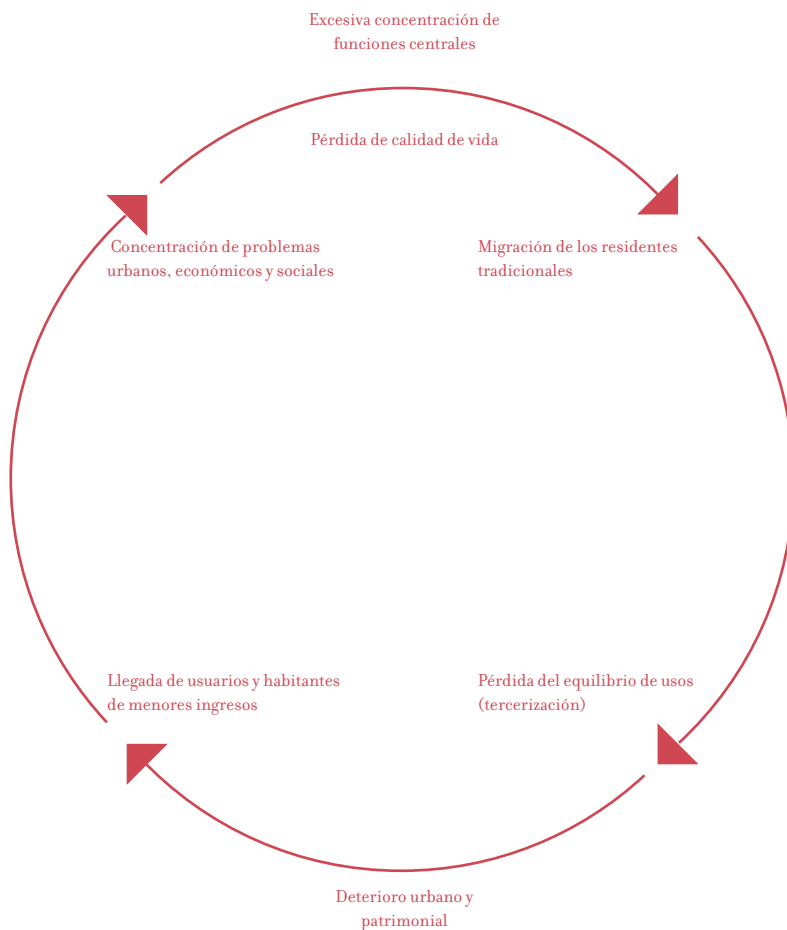 Excesiva concentración de
funciones centrales
Pérdida de calidad de vida
Concentración de problemas
urbanos, económicos y sociales
Migración de los residentes
tradicionales
Llegada de usuarios y habitantes
de menores ingresos
Pérdida del equilibrio de usos
(tercerización)
Deterioro urbano y
patrimonial